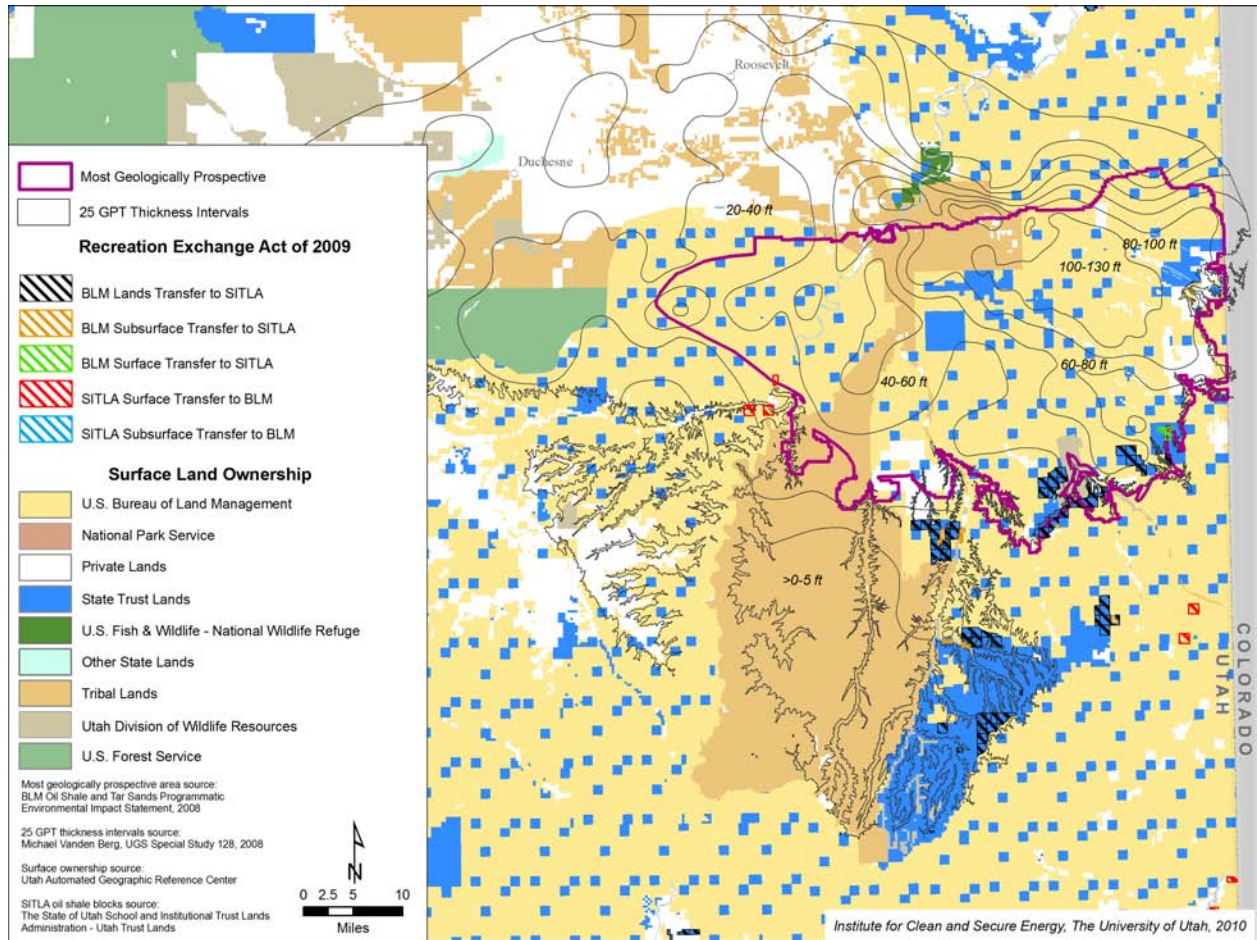 Roosevelt
Duchesne
20-40 ft
80-100 ft
100-130 ft
60-80 ft
40-60 ft
>0-5 ft
COLORADO
UTAH
Most Geologically Prospective
25 GPT Thickness Intervals
Recreation Exchange Act of 2009
BLM Lands Transfer to SITLA
BLM Subsurface Transfer to SITLA
BLM Surface Transfer to SITLA
SITLA Surface Transfer to BLM
SITLA Subsurface Transfer to BLM
Surface Land Ownership
U.S. Bureau of Land Management
National Park Service
Private Lands
State Trust Lands
U.S. Fish & Wildlife - National Wildlife Refuge
Other State Lands
Tribal Lands
Utah Division of Wildlife Resources
U.S. Forest Service
Most geologically prospective area source:
BLM Oil Shale and Tar Sands Programmatic
Environmental Impact Statement, 2008
25 GPT thickness intervals source:
Michael Vanden Berg, UGS Special Study 128, 2008
Surface ownership source:
Utah Automated Geographic Reference Center
SITLA oil shale blocks source:
The State of Utah School and Institutional Trust Lands
Administration - Utah Trust Lands
N
0 2.5 5 10
Miles
Institute for Clean and Secure Energy, The University of Utah, 2010